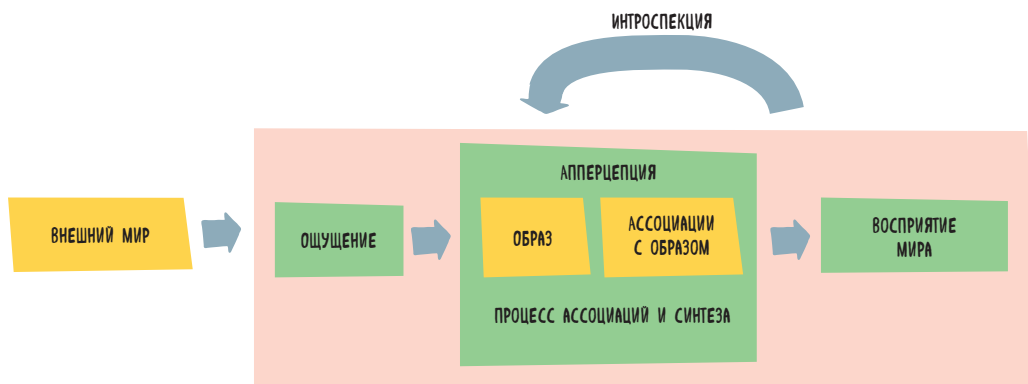 ИНТРОСПЕКЦИЯ
АППЕРЦЕПЦИЯ
ВНЕШНИЙ МИР
ОЩУЩЕНИЕ
ОБРАЗ
АССОЦИАЦИИ
С ОБРАЗОМ
ВОСПРИЯТИЕ
МИРА
ПРОЦЕСС АССОЦИАЦИЙ И СИНТЕЗА